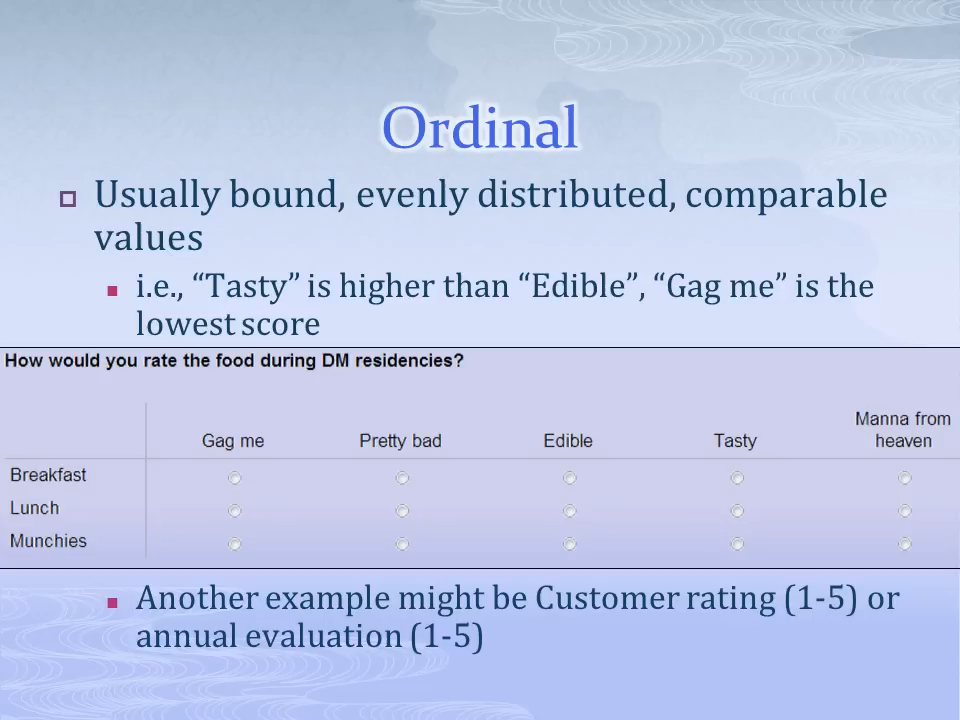 Ordinal
Usually bound, evenly distributed, comparable
values
i.e., “Tasty” is higher than “Edible”, “Gag me” is the
lowest score
How would you rate the food during DM residencies?
Gag me Pretty bad Edible Tasty Manna from
heaven
Breakfast
Lunch
Munchies
Another example might be Customer rating (1-5) or
annual evaluation (1-5)